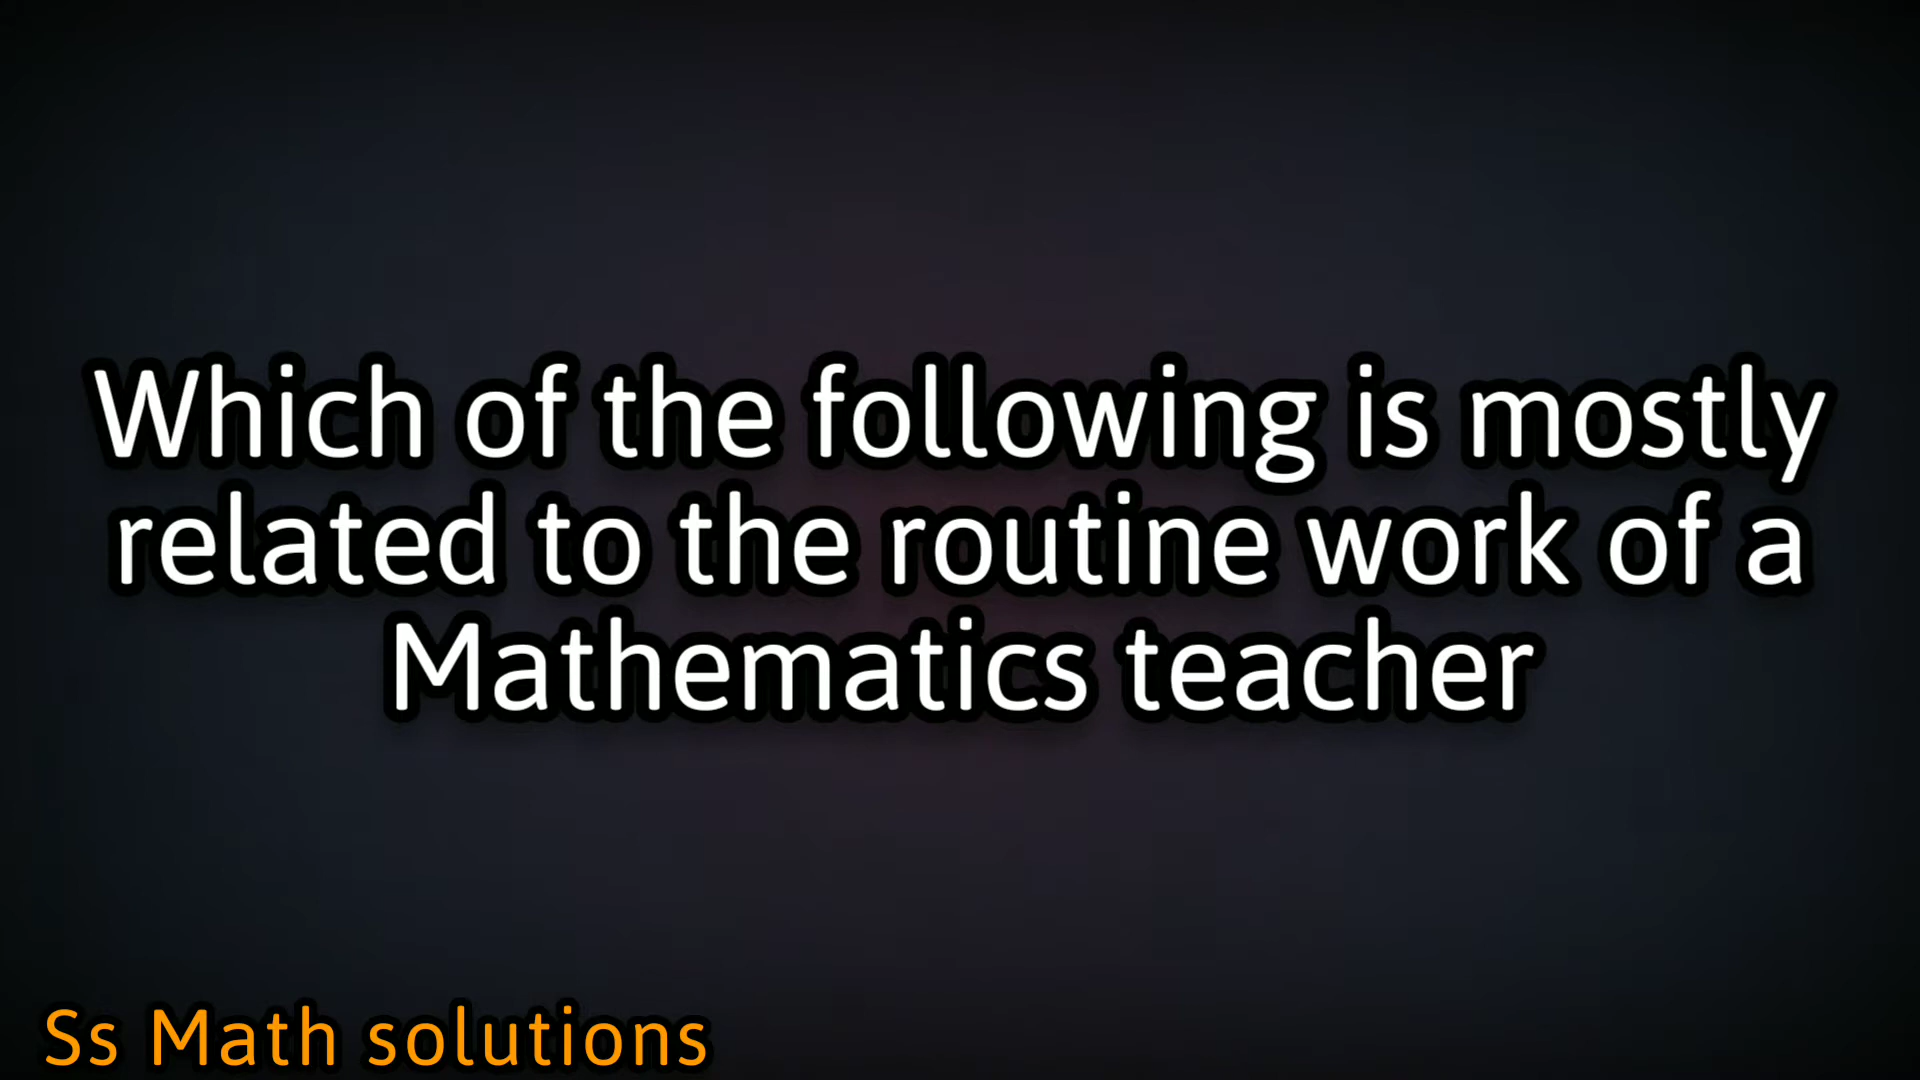 Which of the following is mostly
related to the routine work of a
Mathematics teacher
Ss Math solutions